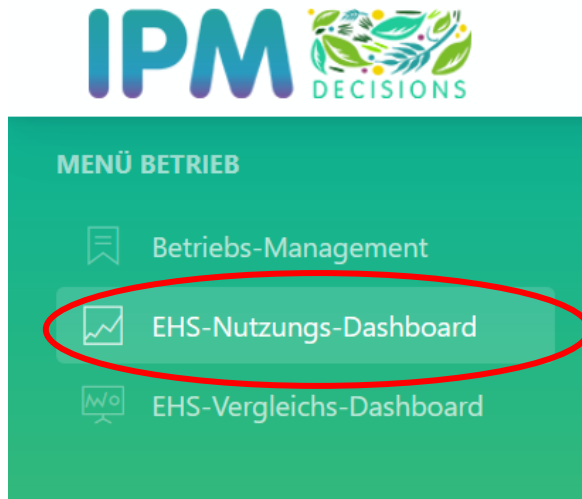 IPM
DECISIONS
MENÜ BETRIEB
Betriebs-Management
EHS-Nutzungs-Dashboard
EHS-Vergleichs-Dashboard